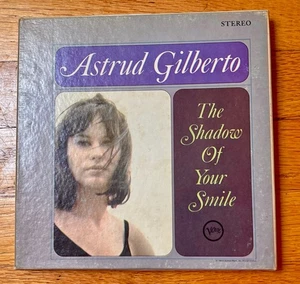 STEREO
Astrud Gilberto
The
Shadow
Of
Your
Smile
Verve